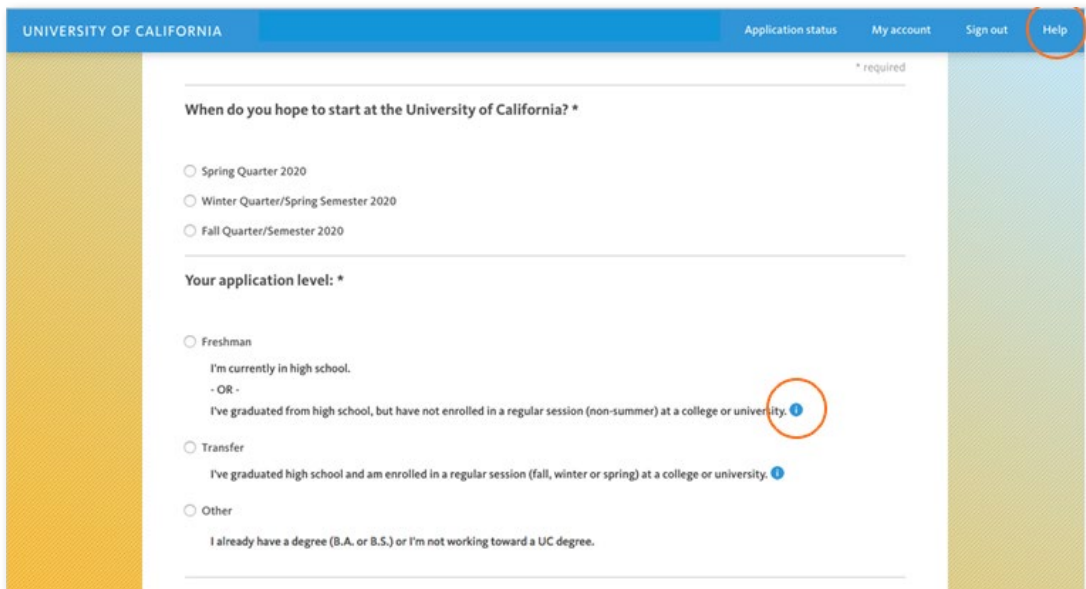 UNIVERSITY OF CALIFORNIA
Application status
My account
Sign out
Help
* required
When do you hope to start at the University of California? *
Spring Quarter 2020
Winter Quarter/Spring Semester 2020
Fall Quarter/Semester 2020
Your application level: *
Freshman
I'm currently in high school.
- OR -
I've graduated from high school, but have not enrolled in a regular session (non-summer) at a college or university. i
Transfer
I've graduated high school and am enrolled in a regular session (fall, winter or spring) at a college or university. i
Other
I already have a degree (B.A. or B.S.) or I'm not working toward a UC degree.